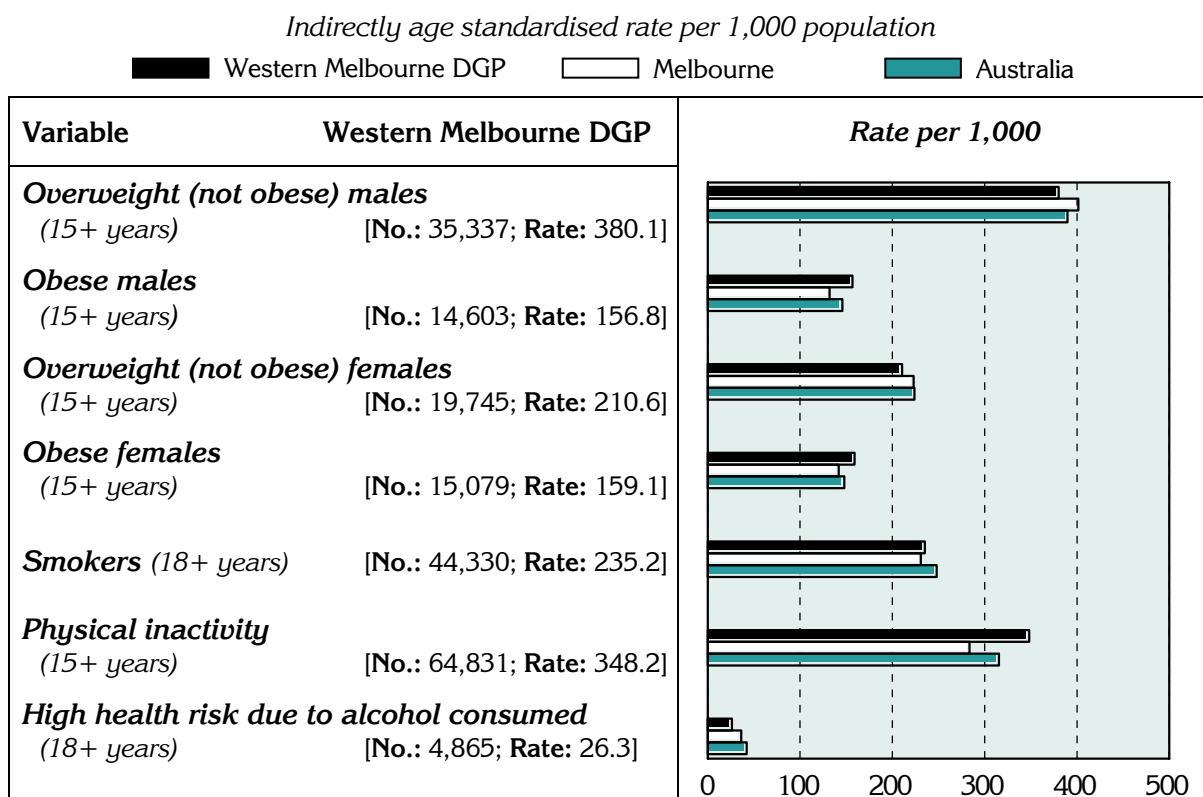 Indirectly age standardised rate per 1,000 population
Western Melbourne DGP Melbourne Australia
Variable Western Melbourne DGP Rate per 1,000
Overweight (not obese) males
(15+ years) [No.: 35,337; Rate: 380.1]
Obese males
(15+ years) [No.: 14,603; Rate: 156.8]
Overweight (not obese) females
(15+ years) [No.: 19,745; Rate: 210.6]
Obese females
(15+ years) [No.: 15,079; Rate: 159.1]
Smokers (18+ years) [No.: 44,330; Rate: 235.2]
Physical inactivity
(15+ years) [No.: 64,831; Rate: 348.2]
High health risk due to alcohol consumed
(18+ years) [No.: 4,865; Rate: 26.3]
0 100 200 300 400 500